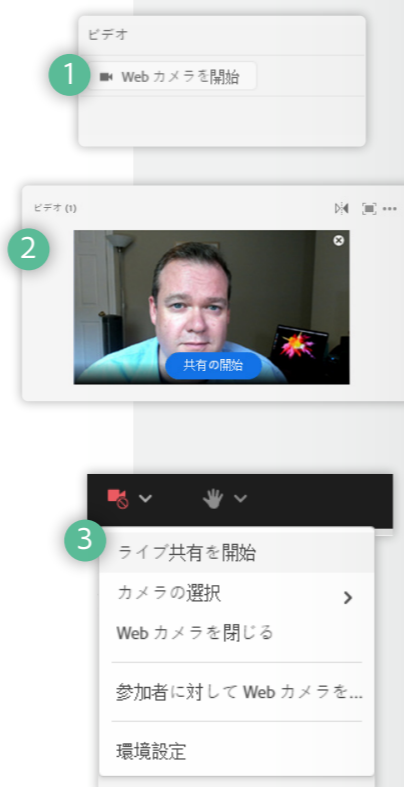 ビデオ
1
Web カメラを開始
ビデオ (1)
2
共有の開始
3
ライブ共有を開始
カメラの選択
Web カメラを閉じる
参加者に対して Web カメラを...
環境設定